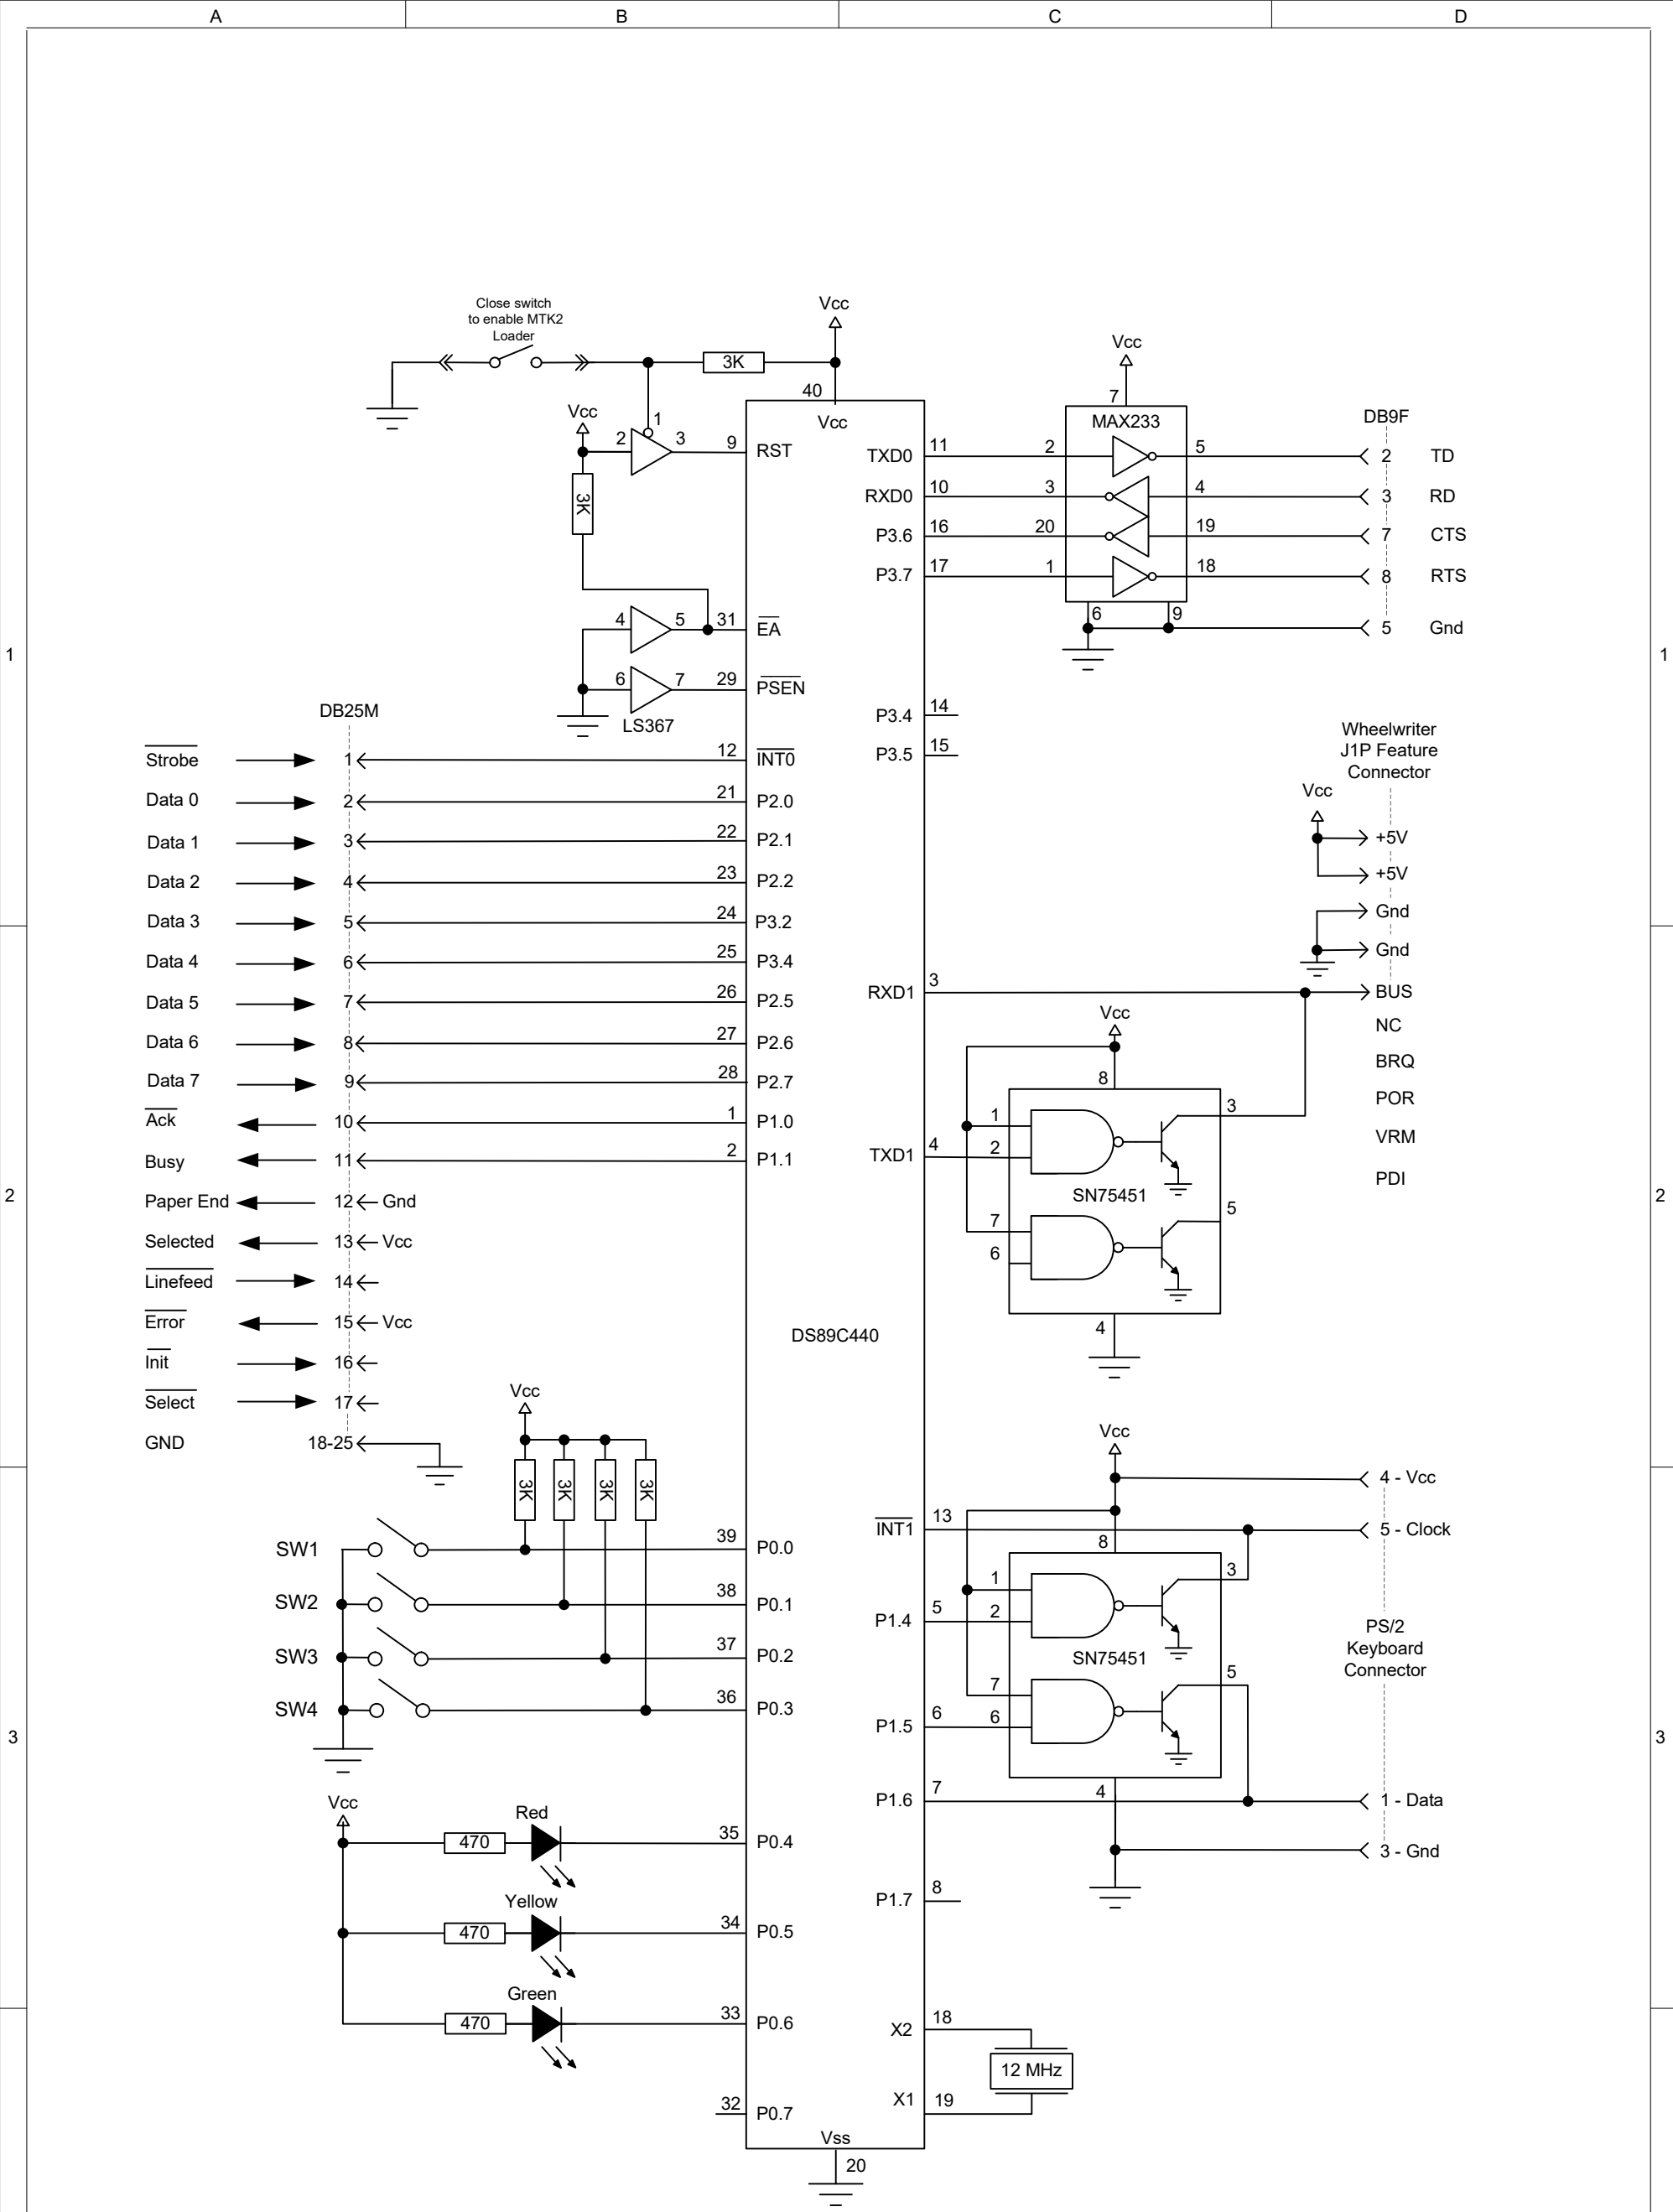 A B C D
Close switch
to enable MTK2
Loader
Vcc
3K
40
Vcc
Vcc
1
2 3 9 RST
3K
4 5 31 EA
6 7 29 PSEN
LS367
Vcc
7
MAX233
DB9F
TXD0 11 2 5 2 TD
RXD0 10 3 4 3 RD
P3.6 16 20 19 7 CTS
P3.7 17 1 18 8 RTS
6 9 5 Gnd
1 1
P3.4 14
P3.5 15
DB25M
Strobe 1 12 INT0
Data 0 2 21 P2.0
Data 1 3 22 P2.1
Data 2 4 23 P2.2
Data 3 5 24 P3.2
Data 4 6 25 P3.4
Data 5 7 26 P2.5
Data 6 8 27 P2.6
Data 7 9 28 P2.7
Ack 10 1 P1.0
Busy 11 2 P1.1
Paper End 12 Gnd
Selected 13 Vcc
Linefeed 14
Error 15 Vcc
Init 16
Select 17
GND 18-25
Wheelwriter
J1P Feature
Connector
Vcc
+5V
+5V
Gnd
Gnd
RXD1 3 BUS
NC
BRQ
POR
VRM
PDI
Vcc
8
1 3
TXD1 4 2
SN75451
7 5
6
4
2 2
DS89C440
Vcc
3K 3K 3K 3K
SW1 39 P0.0
SW2 38 P0.1
SW3 37 P0.2
SW4 36 P0.3
Vcc
4 - Vcc
INT1 13 5 - Clock
8
1 3
P1.4 5 2
SN75451
7 5
P1.5 6 6
PS/2
Keyboard
Connector
P1.6 7 4 1 - Data
3 - Gnd
P1.7 8
3 3
Vcc
Red
470 35 P0.4
Yellow
470 34 P0.5
Green
470 33 P0.6
32 P0.7
X2 18
12 MHz
X1 19
Vss
20